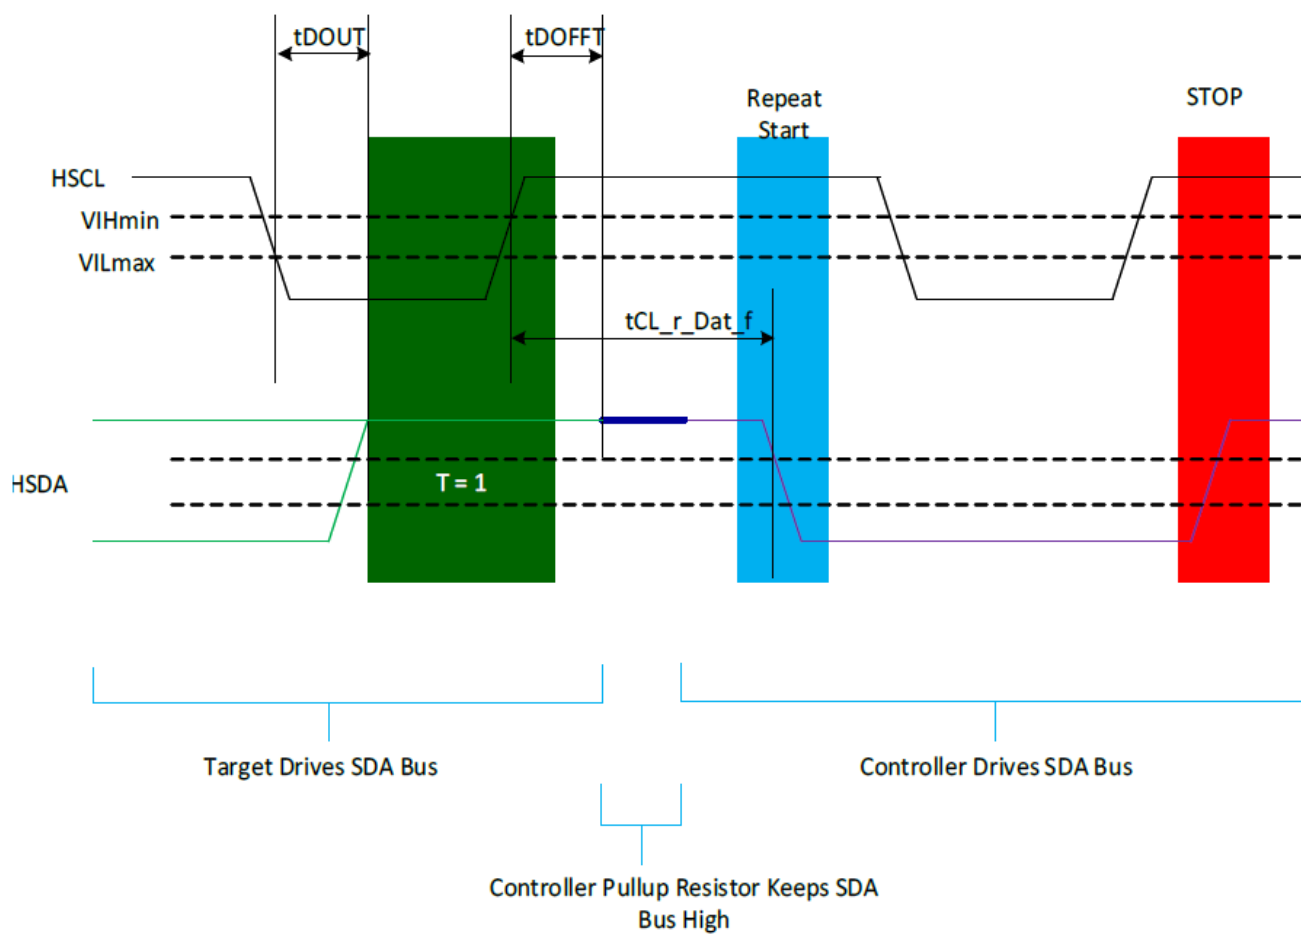 tDOUT
tDOFFT
Repeat
Start
STOP
HSCL
VIHmin
VILmax
tCL_r_Dat_f
HSDA
T = 1
Target Drives SDA Bus
Controller Drives SDA Bus
Controller Pullup Resistor Keeps SDA
Bus High